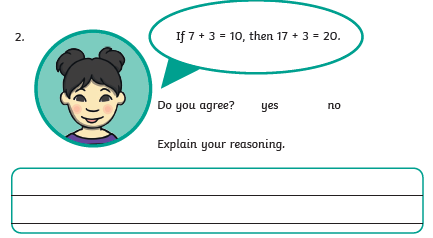 2.
If 7 + 3 = 10, then 17 + 3 = 20.
Do you agree? yes no
Explain your reasoning.